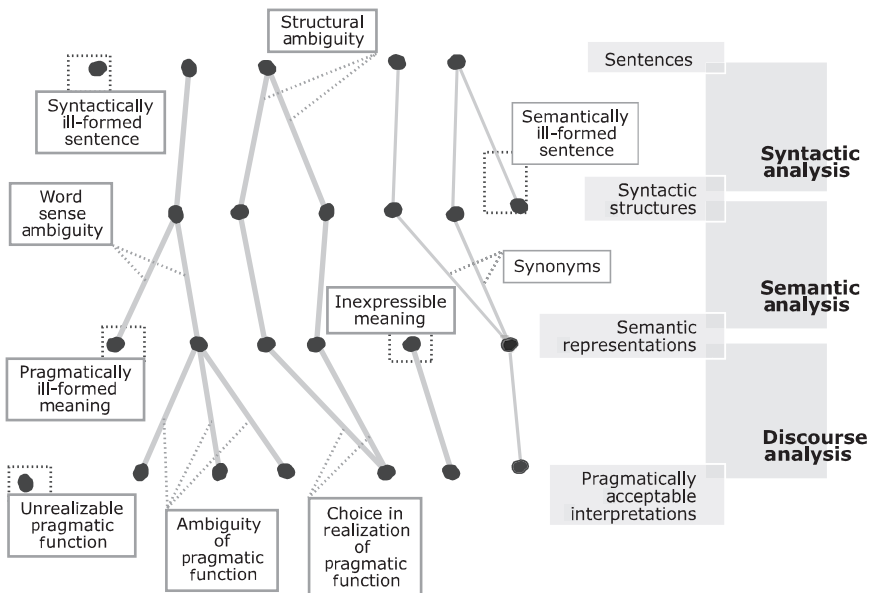 Structural
ambiguity
Sentences
Syntactically
ill-formed
sentence
Semantically
ill-formed
sentence
Syntactic
analysis
Word
sense
ambiguity
Syntactic
structures
Synonyms
Semantic
analysis
Inexpressible
meaning
Semantic
representations
Pragmatically
ill-formed
meaning
Discourse
analysis
Pragmatically
acceptable
interpretations
Unrealizable
pragmatic
function
Ambiguity
of
pragmatic
function
Choice in
realization
of
pragmatic
function